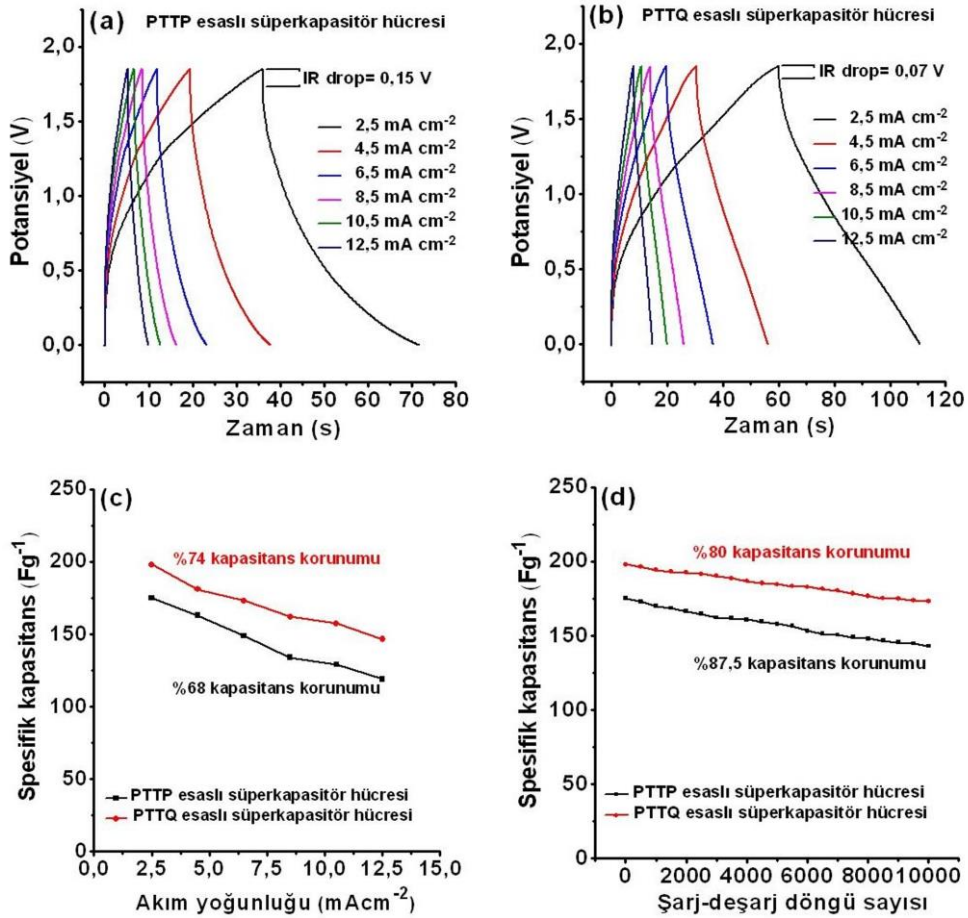 (a) PTTP esaslı süperkapasitör hücresi
2,0
1,5
1,0
0,5
0,0
Potansiyel (V)
IR drop= 0,15 V
2,5 mA cm-2
4,5 mA cm-2
6,5 mA cm-2
8,5 mA cm-2
10,5 mA cm-2
12,5 mA cm-2
0 10 20 30 40 50 60 70 80
Zaman (s)
(b) PTTQ esaslı süperkapasitör hücresi
2,0
1,5
1,0
0,5
0,0
Potansiyel (V)
IR drop= 0,07 V
2,5 mA cm-2
4,5 mA cm-2
6,5 mA cm-2
8,5 mA cm-2
10,5 mA cm-2
12,5 mA cm-2
0 20 40 60 80 100 120
Zaman (s)
(c)
250
200
150
100
50
0
Spesifik kapasitans (Fg-1)
%74 kapasitans korunumu
%68 kapasitans korunumu
PTTP esaslı süperkapasitör hücresi
PTTQ esaslı süperkapasitör hücresi
0,0 2,5 5,0 7,5 10,0 12,5 15,0
Akım yoğunluğu (mAcm-2)
(d)
250
200
150
100
50
0
Spesifik kapasitans (Fg-1)
%80 kapasitans korunumu
%87,5 kapasitans korunumu
PTTP esaslı süperkapasitör hücresi
PTTQ esaslı süperkapasitör hücresi
0 2000 4000 6000 8000 10000
Şarj-deşarj döngü sayısı